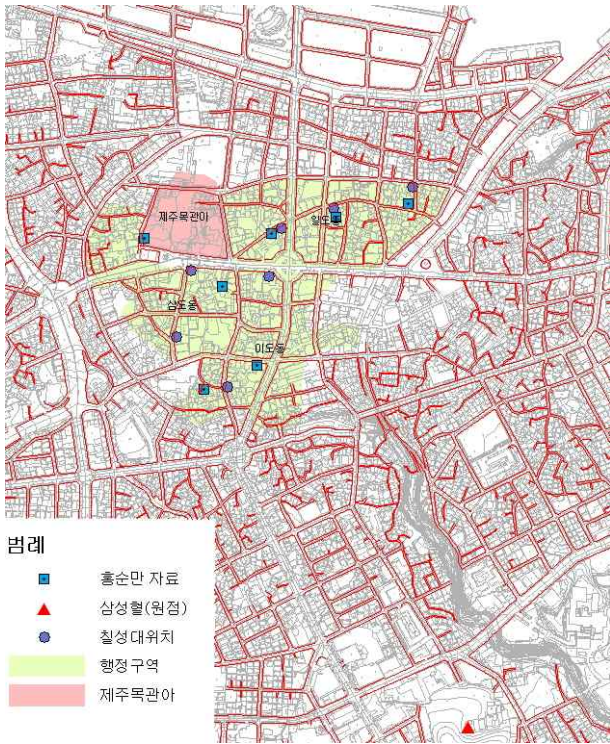 제주목관아
일도동
삼도동
이도동
범례
홍순만 자료
삼성혈(원점)
칠성대위치
행정구역
제주목관아